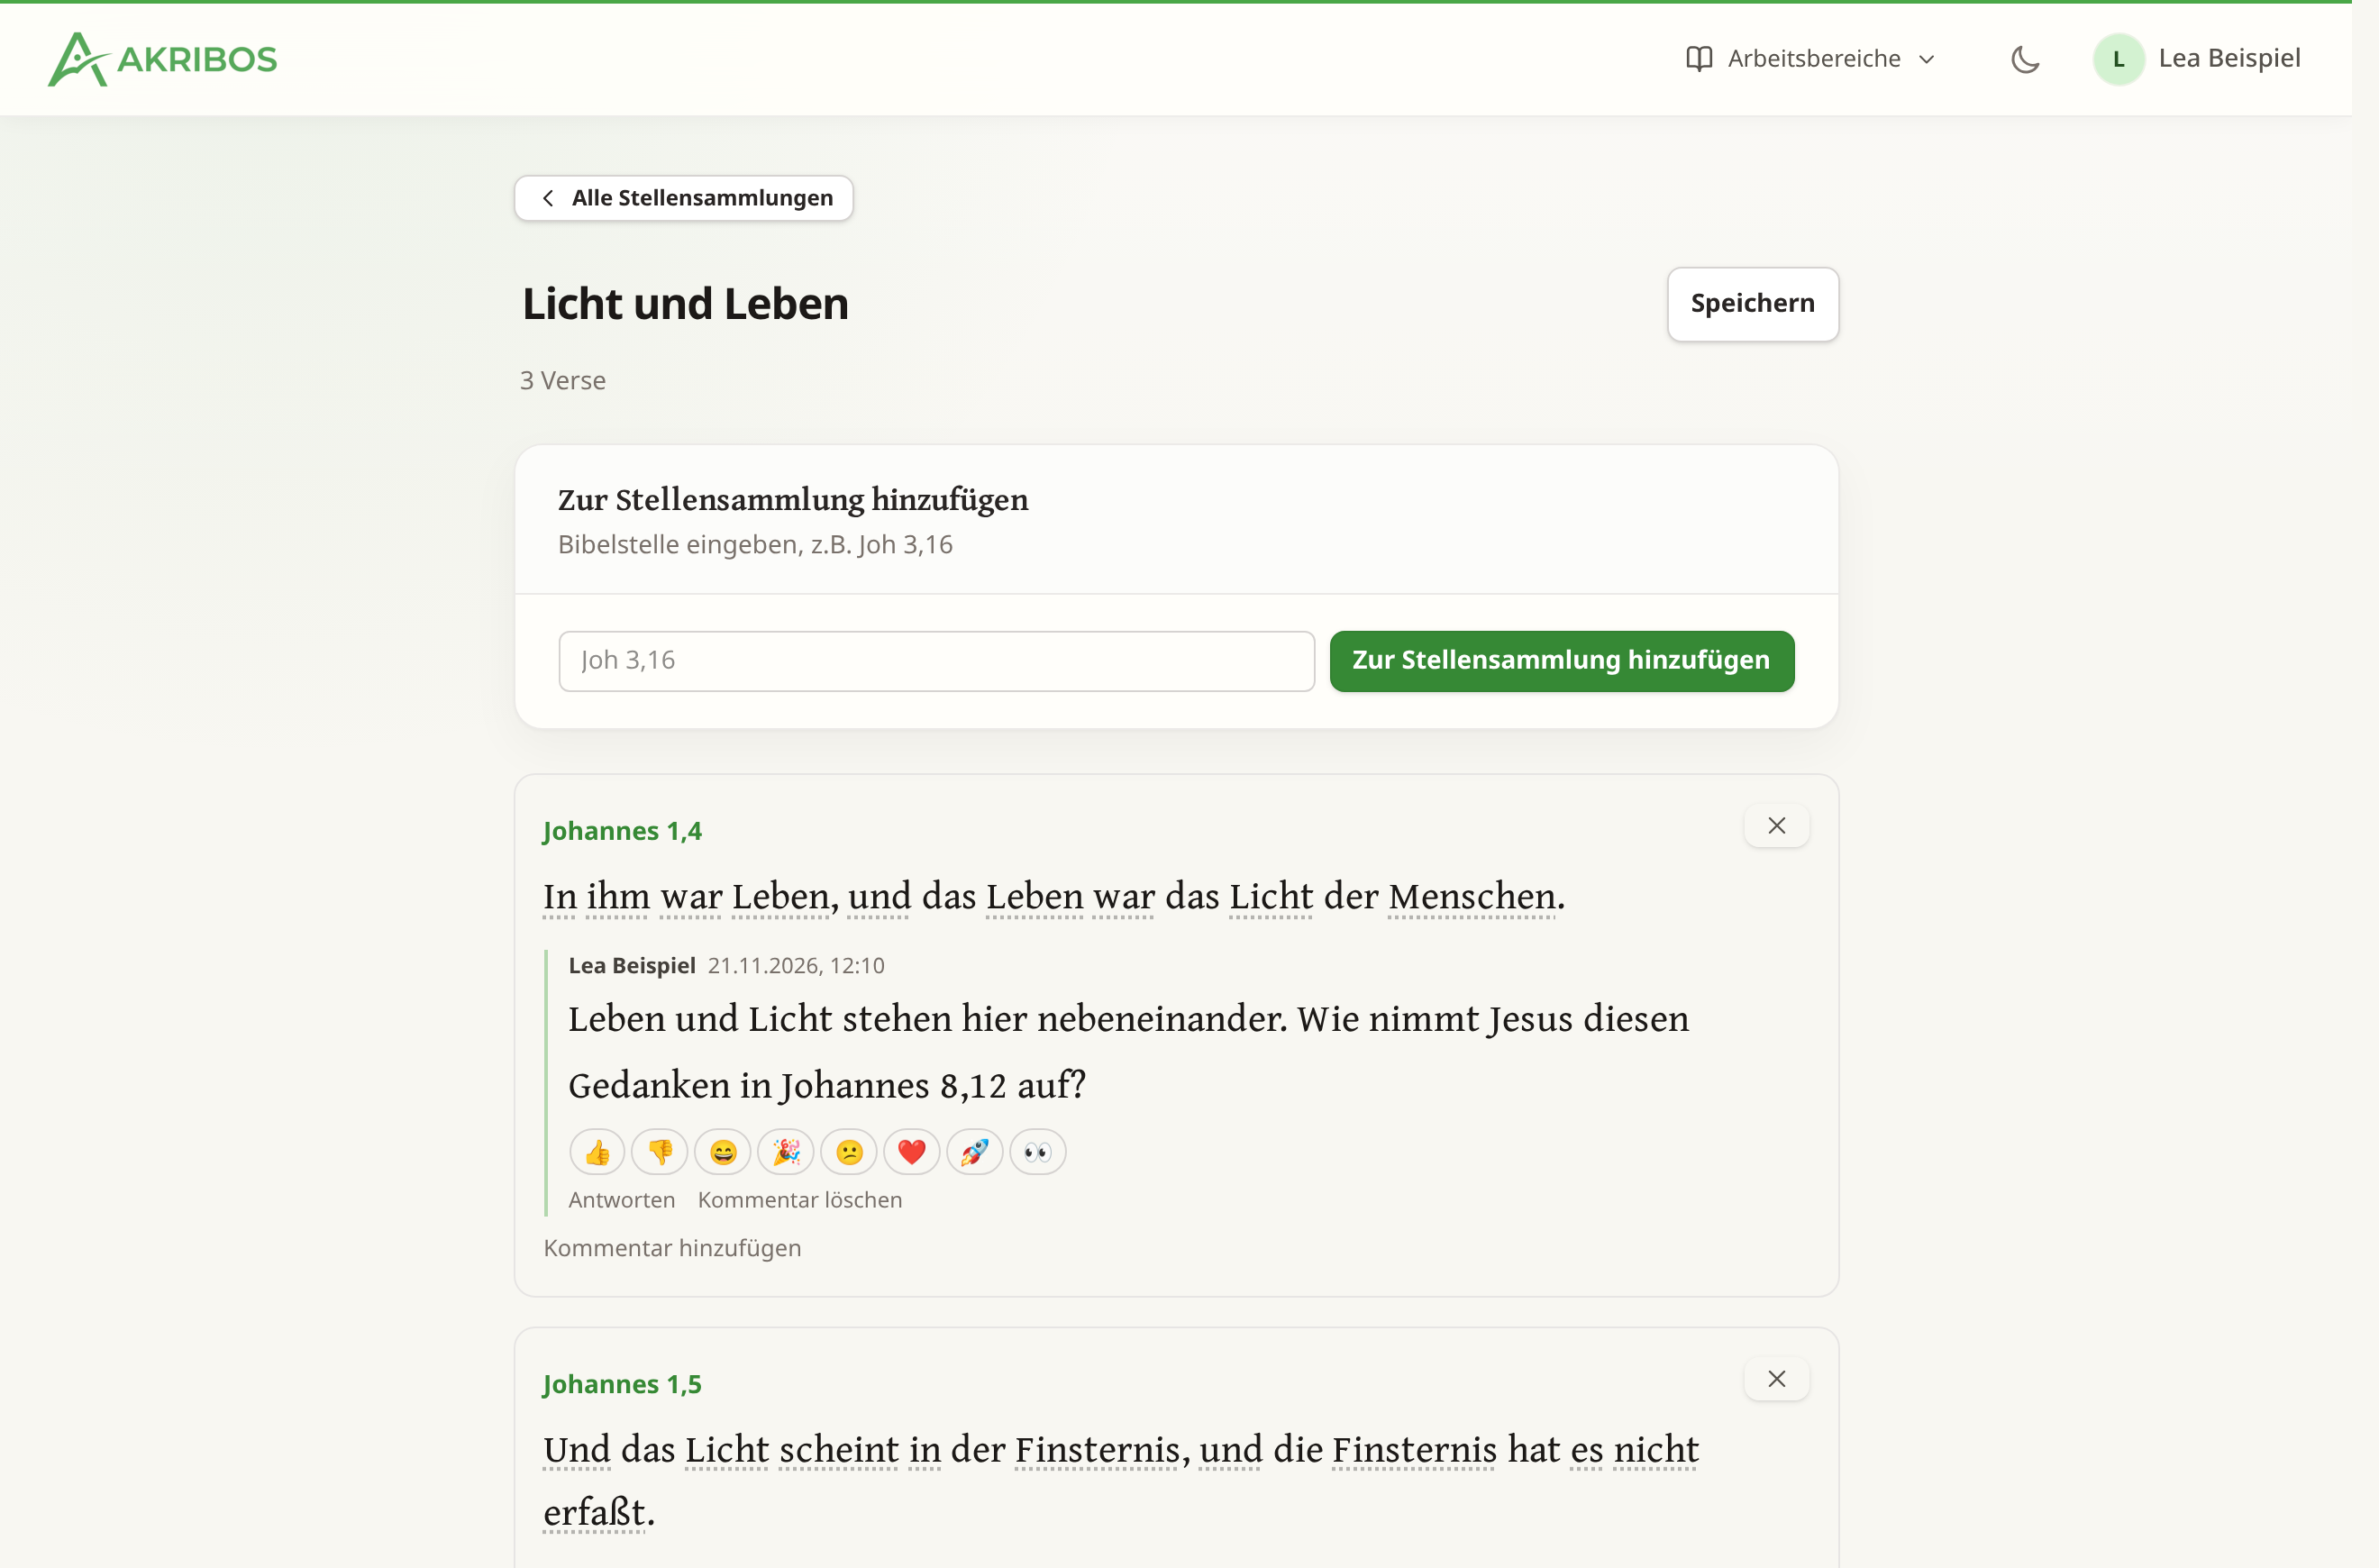 AKRIBOS
Arbeitsbereiche
L
Lea Beispiel
Alle Stellensammlungen
Licht und Leben
Speichern
3 Verse
Zur Stellensammlung hinzufügen
Bibelstelle eingeben, z.B. Joh 3,16
Joh 3,16
Zur Stellensammlung hinzufügen
Johannes 1,4
In ihm war Leben, und das Leben war das Licht der Menschen.
Lea Beispiel 21.11.2026, 12:10
Leben und Licht stehen hier nebeneinander. Wie nimmt Jesus diesen
Gedanken in Johannes 8,12 auf?
Antworten Kommentar löschen
Kommentar hinzufügen
Johannes 1,5
Und das Licht scheint in der Finsternis, und die Finsternis hat es nicht
erfaßt.